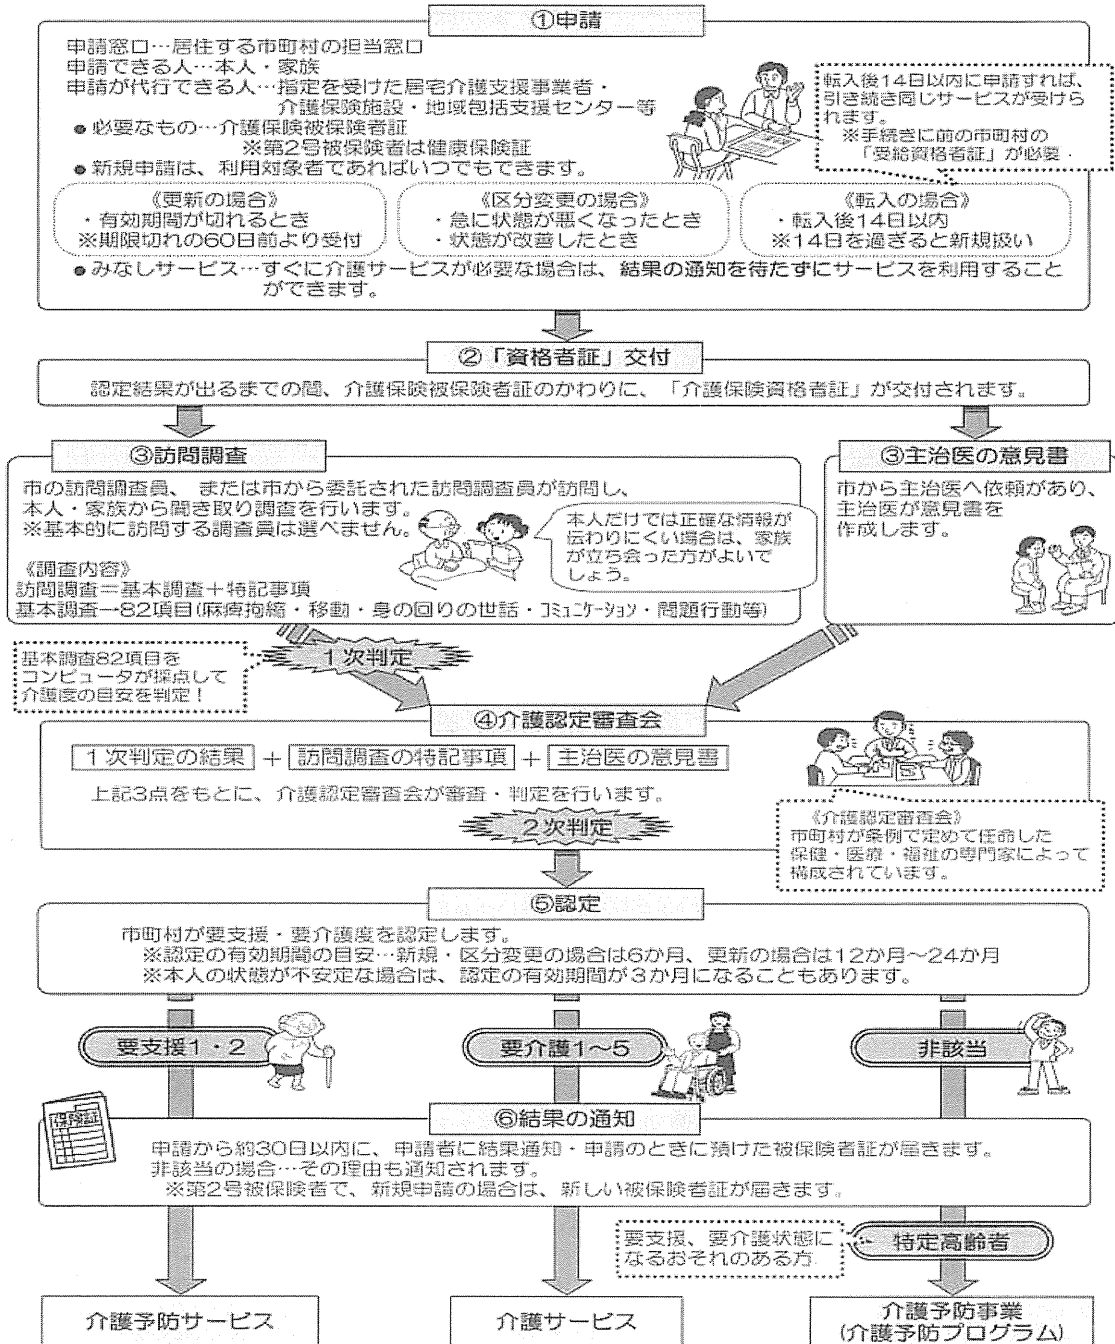 ①申請
申請窓口…居住する市町村の担当窓口
申請できる人…本人・家族
申請が代行できる人…指定を受けた居宅介護支援事業者・
介護保険施設・地域包括支援センター等
●必要なもの…介護保険被保険者証
※第2号被保険者は健康保険証
●新規申請は、利用対象者であればいつでもできます。
転入後14日以内に申請すれば、
引き続き同じサービスが受けら
れます。
※手続きに前の市町村の
「受給資格者証」が必要.
《更新の場合》
・有効期間が切れるとき
※期限切れの60日前より受付
《区分変更の場合》
・急に状態が悪くなったとき
・状態が改善したとき
《転入の場合》
・転入後14日以内
※14日を過ぎると新規扱い
●みなしサービス…すぐに介護サービスが必要な場合は、結果の通知を待たずにサービスを利用すること
ができます。
②「資格者証」交付
認定結果が出るまでの間、介護保険被保険者証のかわりに、「介護保険資格者証」が交付されます。
③訪問調査
市の訪問調査員、または市から委託された訪問調査員が訪問し、
本人・家族から聞き取り調査を行います。
※基本的に訪問する調査員は選べません。
本人だけでは正確な情報が
伝わりにくい場合は、家族
が立ち会った方がよいで
しょう。
《調査内容》
訪問調査=基本調査+特記事項
基本調査→82項目(麻痺拘縮・移動・身の回りの世話・コミュニケーション・問題行動等)
③主治医の意見書
市から主治医へ依頼があり、
主治医が意見書を
作成します。
基本調査82項目を
コンピュータが採点して
介護度の目安を判定!
1次判定
④介護認定審査会
1次判定の結果 + 訪問調査の特記事項 + 主治医の意見書
上記3点をもとに、介護認定審査会が審査・判定を行います。
2次判定
《介護認定審査会》
市町村が条例で定めて任命した
保健・医療・福祉の専門家によって
構成されています。
⑤認定
市町村が要支援・要介護度を認定します。
※認定の有効期間の目安…新規・区分変更の場合は6か月、更新の場合は12か月〜24か月
※本人の状態が不安定な場合は、認定の有効期間が3か月になることもあります。
要支援1・2
要介護1〜5
非該当
保険証
⑥結果の通知
申請から約30日以内に、申請者に結果通知・申請のときに預けた被保険者証が届きます。
非該当の場合…その理由も通知されます。
※第2号被保険者で、新規申請の場合は、新しい被保険者証が届きます。
要支援、要介護状態に
なるおそれのある方
特定高齢者
介護予防サービス
介護サービス
介護予防事業
(介護予防プログラム)